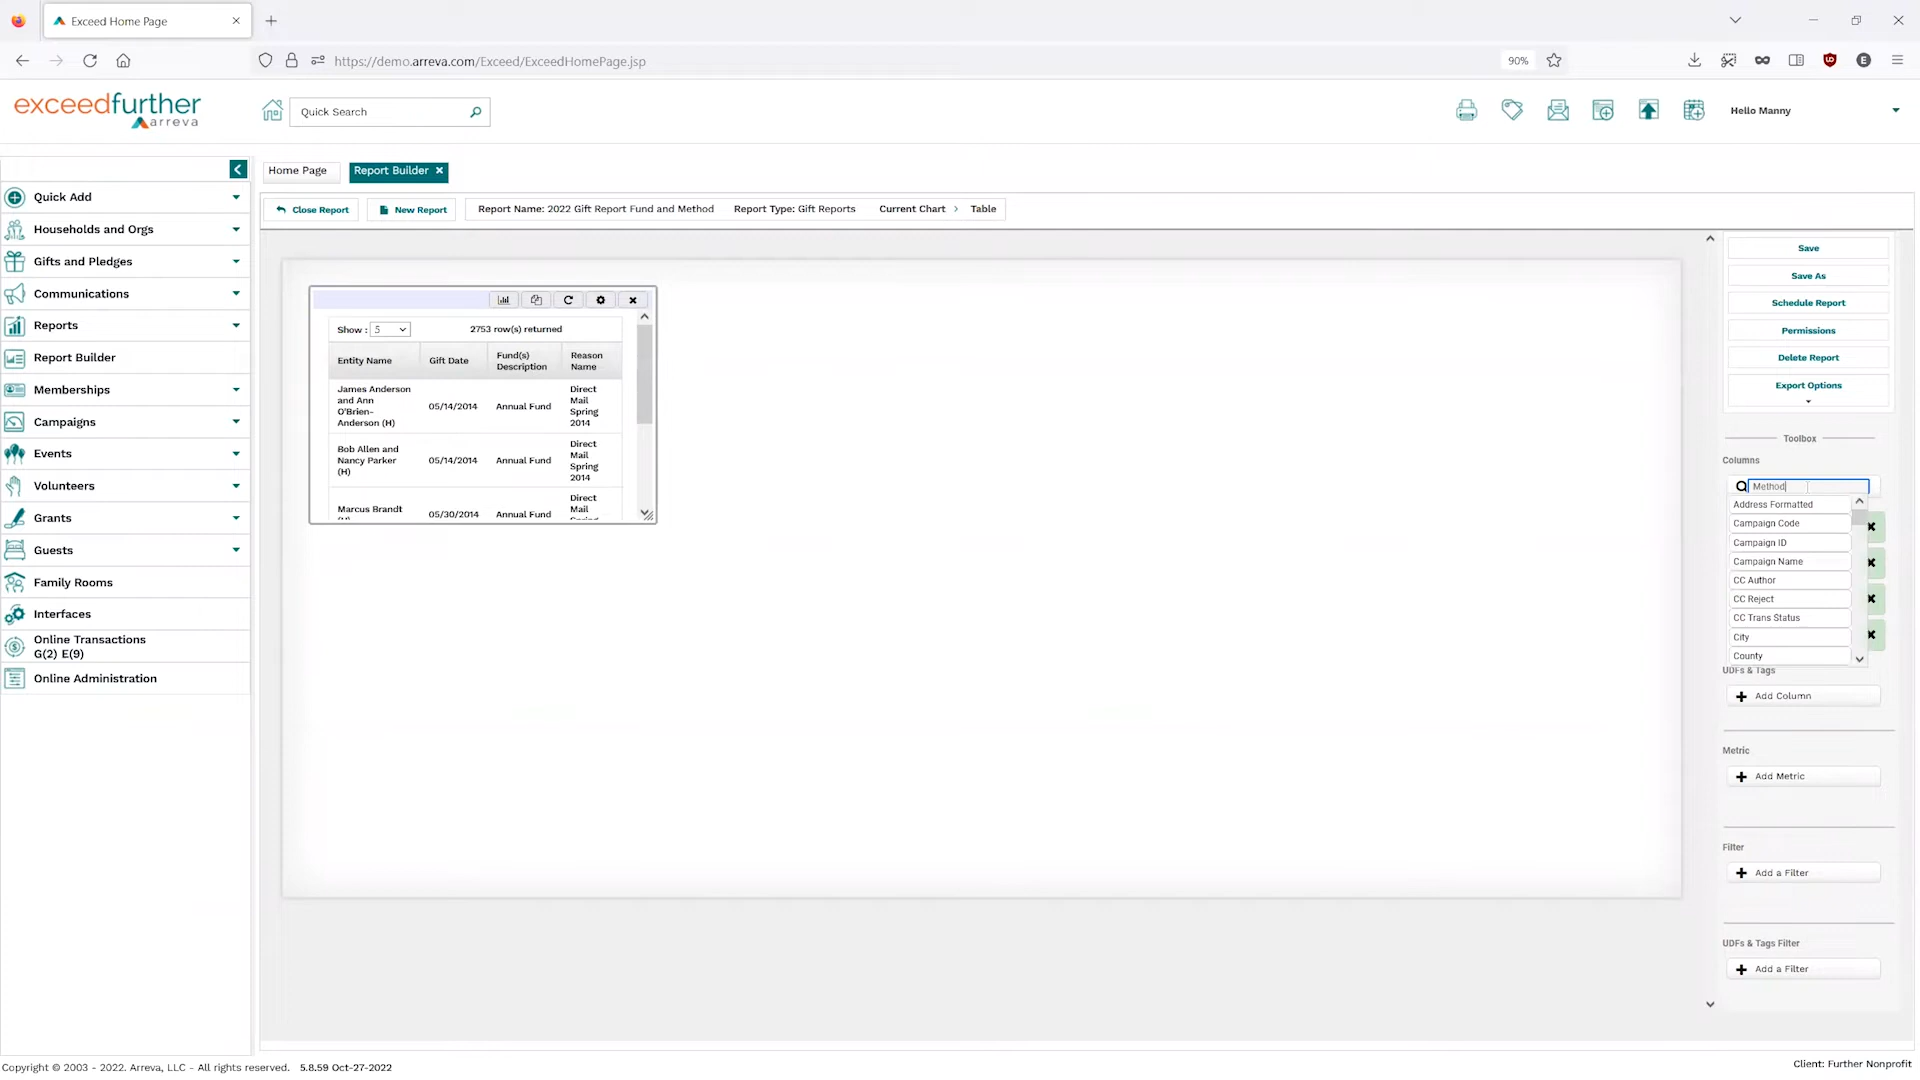 Exceed Home Page
https://demo.arreva.com/Exceed/ExceedHomePage.jsp
90%
E
exceedfurther
arreva
Quick Search
Hello Manny
Home Page
Report Builder
Close Report
New Report
Report Name: 2022 Gift Report Fund and Method
Report Type: Gift Reports
Current Chart > Table
Quick Add
Households and Orgs
Gifts and Pledges
Communications
Reports
Report Builder
Memberships
Campaigns
Events
Volunteers
Grants
Guests
Family Rooms
Interfaces
Online Transactions
G(2) E(9)
Online Administration
Show : 5
2753 row(s) returned
Entity Name
Gift Date
Fund(s)
Description
Reason
Name
James Anderson
and Ann
O'Brien-
Anderson (H)
05/14/2014
Annual Fund
Direct
Mail
Spring
2014
Bob Allen and
Nancy Parker
(H)
05/14/2014
Annual Fund
Direct
Mail
Spring
2014
Marcus Brandt
05/30/2014
Annual Fund
Direct
Mail
Save
Save As
Schedule Report
Permissions
Delete Report
Export Options
Toolbox
Columns
Method
Address Formatted
Campaign Code
Campaign ID
Campaign Name
CC Author
CC Reject
CC Trans Status
City
County
UDFs & Tags
Add Column
Metric
Add Metric
Filter
Add a Filter
UDFs & Tags Filter
Add a Filter
Copyright © 2003 - 2022. Arreva, LLC - All rights reserved. 5.8.59 Oct-27-2022
Client: Further Nonprofit